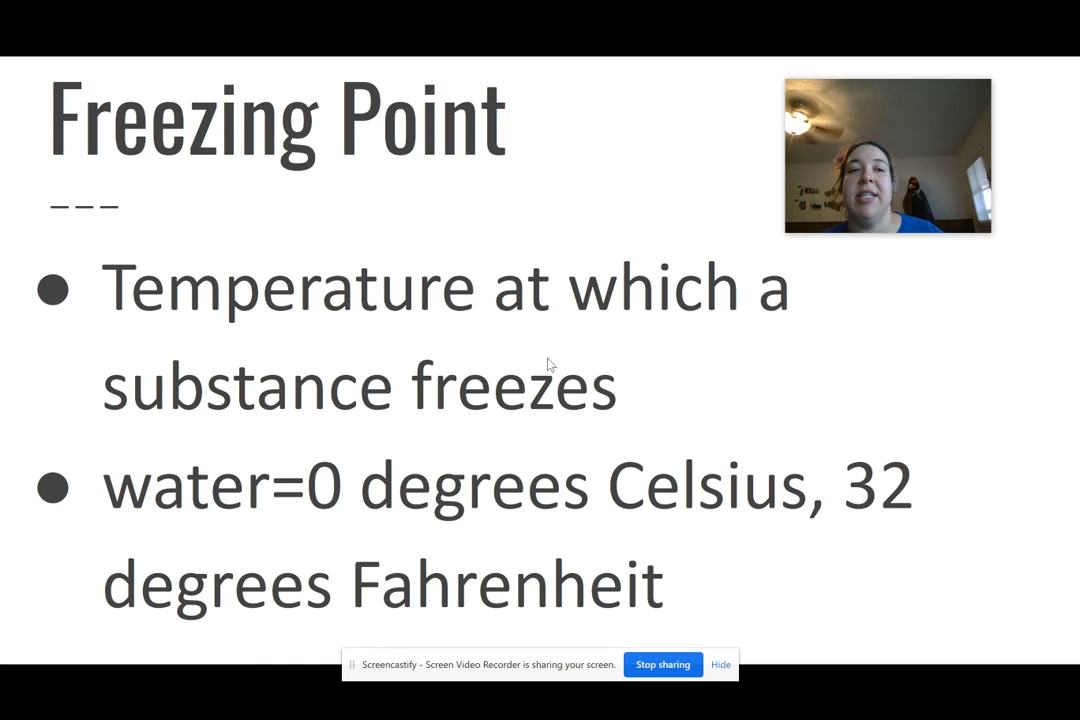 Freezing Point
___
● Temperature at which a
substance freezes
● water=0 degrees Celsius, 32
degrees Fahrenheit
Screencastify - Screen Video Recorder is sharing your screen. Stop sharing Hide